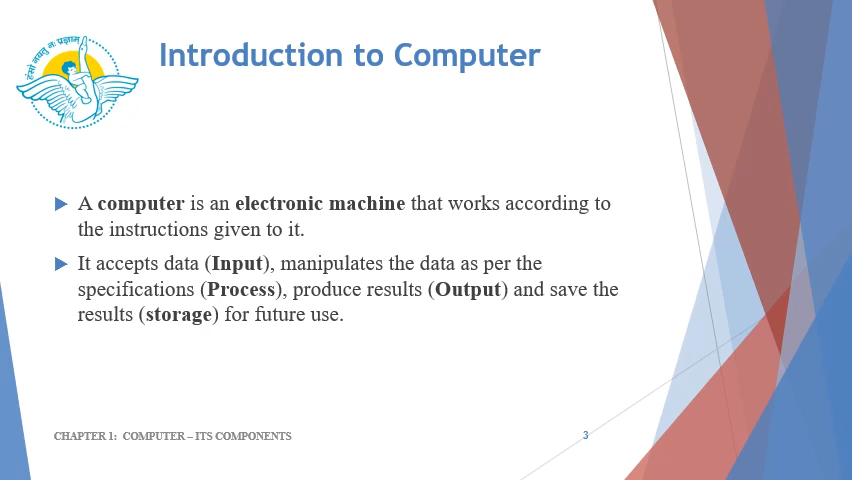 हंसो नयतु नः प्रज्ञाम्
Introduction to Computer
A computer is an electronic machine that works according to
the instructions given to it.
It accepts data (Input), manipulates the data as per the
specifications (Process), produce results (Output) and save the
results (storage) for future use.
CHAPTER 1: COMPUTER – ITS COMPONENTS
3